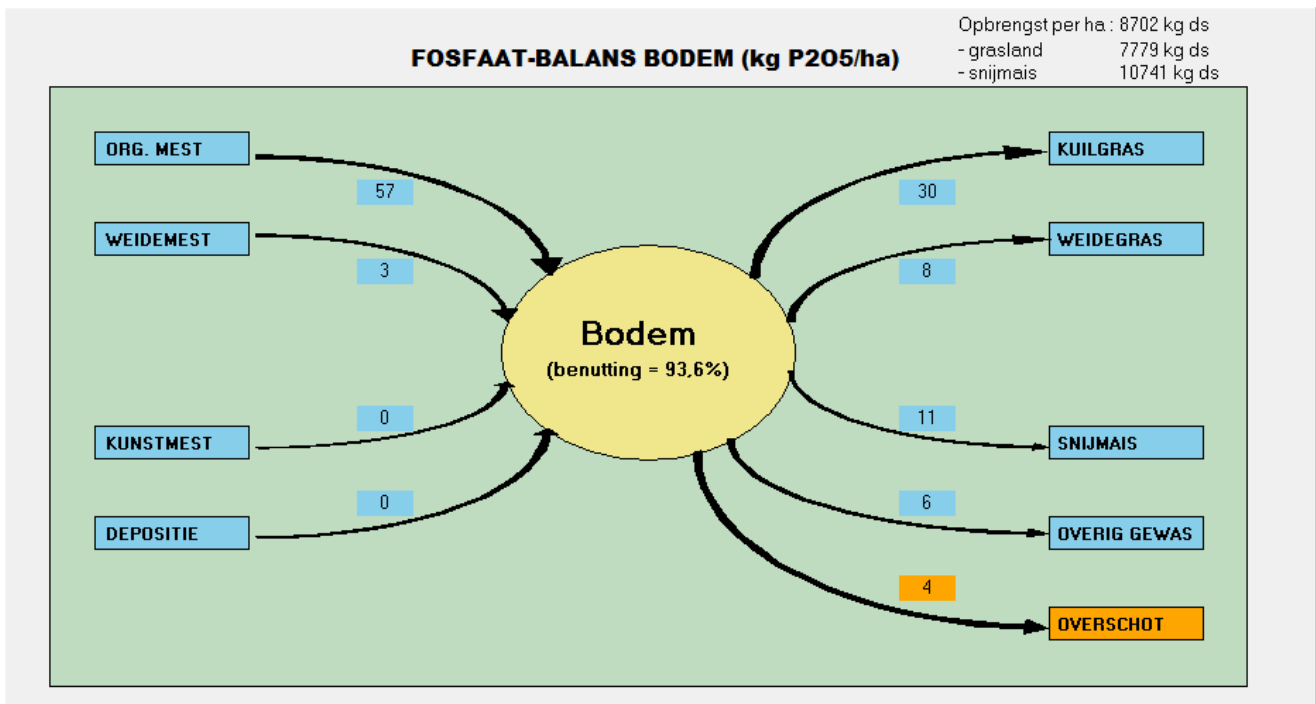 Opbrengst per ha : 8702 kg ds
- grasland 7779 kg ds
- snijmais 10741 kg ds
FOSFAAT-BALANS BODEM (kg P2O5/ha)
ORG. MEST
57
WEIDEMEST
3
KUNSTMEST
0
DEPOSITIE
0
Bodem
(benutting = 93,6%)
KUILGRAS
30
WEIDEGRAS
8
11
SNIJMAIS
6
OVERIG GEWAS
4
OVERSCHOT